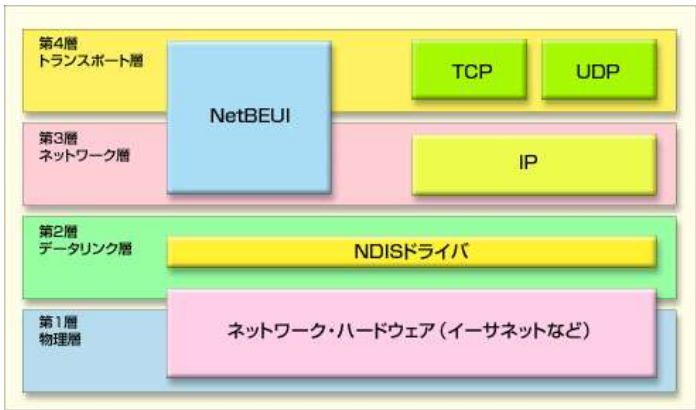 第4層
トランスポート層
TCP
UDP
NetBEUI
第3層
ネットワーク層
IP
第2層
データリンク層
NDISドライバ
第1層
物理層
ネットワーク・ハードウェア(イーサネットなど)